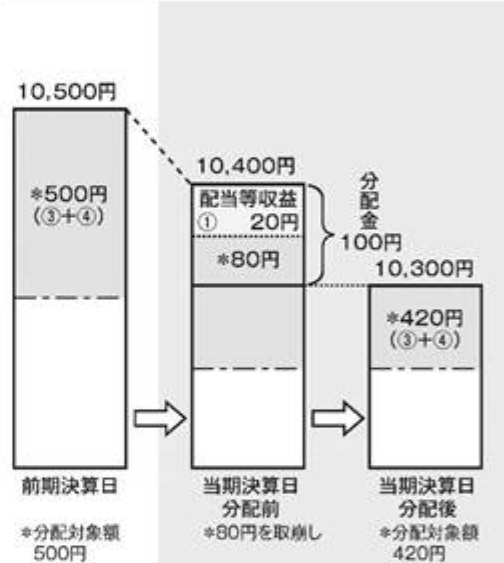 10,500円
*500円
(③+④)
前期決算日
*分配対象額
500円
10,400円
配当等収益
① 20円
*80円
分配金
100円
当期決算日
分配前
*80円を取崩し
10,300円
*420円
(③+④)
当期決算日
分配後
*分配対象額
420円